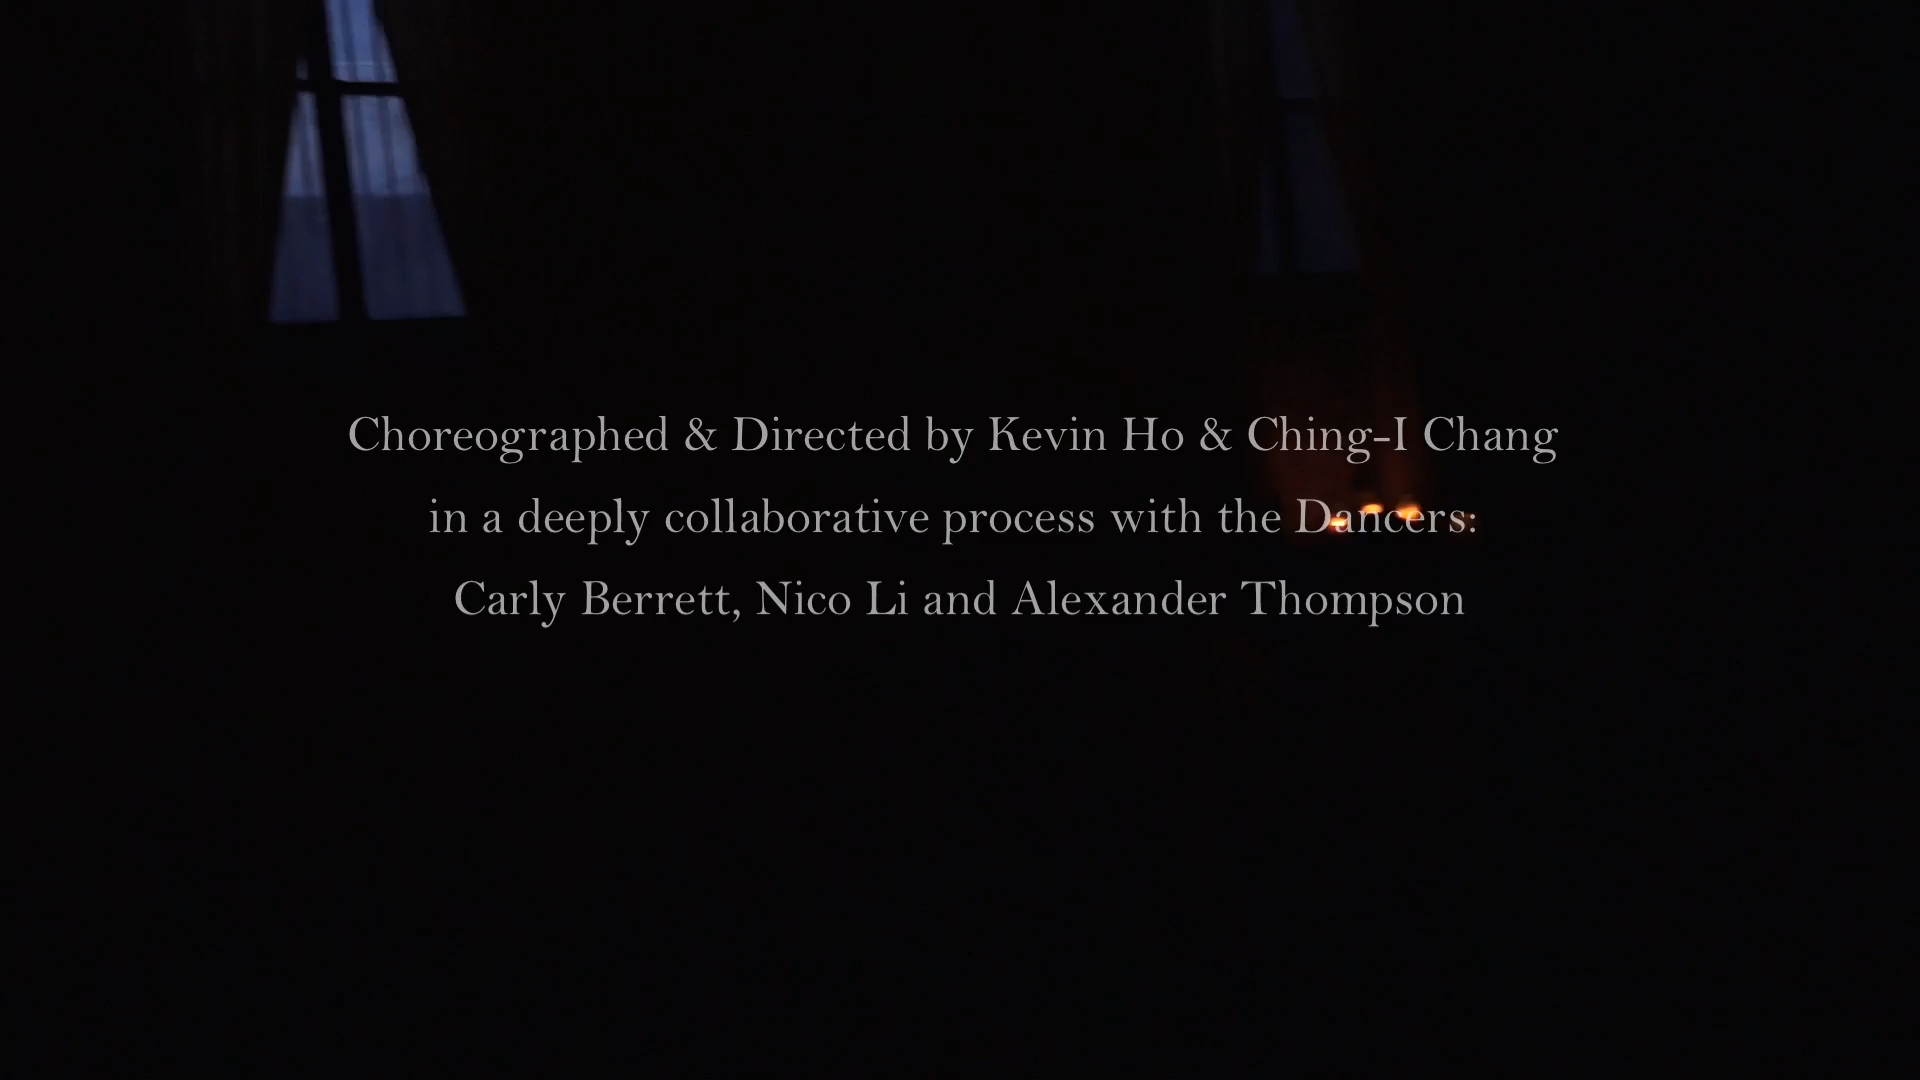 Choreographed & Directed by Kevin Ho & Ching-I Chang
in a deeply collaborative process with the Dancers:
Carly Berrett, Nico Li and Alexander Thompson